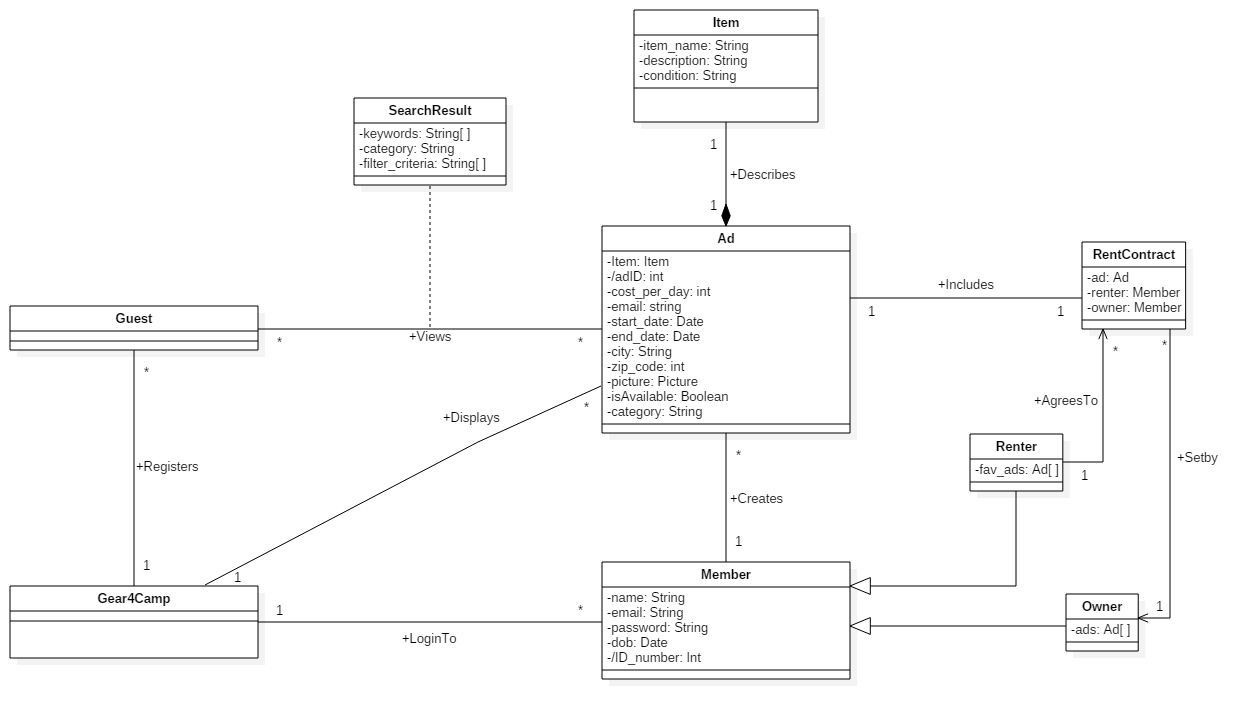 Item
-item_name: String
-description: String
-condition: String
SearchResult
-keywords: String[ ]
-category: String
-filter_criteria: String[ ]
1
+Describes
1
Ad
-Item: Item
-/adID: int
-cost_per_day: int
-email: string
-start_date: Date
-end_date: Date
-city: String
-zip_code: int
-picture: Picture
-isAvailable: Boolean
-category: String
RentContract
-ad: Ad
-renter: Member
-owner: Member
+Includes
1
1
Guest
*
+Views
*
*
+Registers
1
+Displays
*
1
*
+Creates
1
*
+AgreesTo
1
*
+Setby
1
Renter
-fav_ads: Ad[ ]
Gear4Camp
1
+LoginTo
*
Member
-name: String
-email: String
-password: String
-dob: Date
-/ID_number: Int
Owner
-ads: Ad[ ]